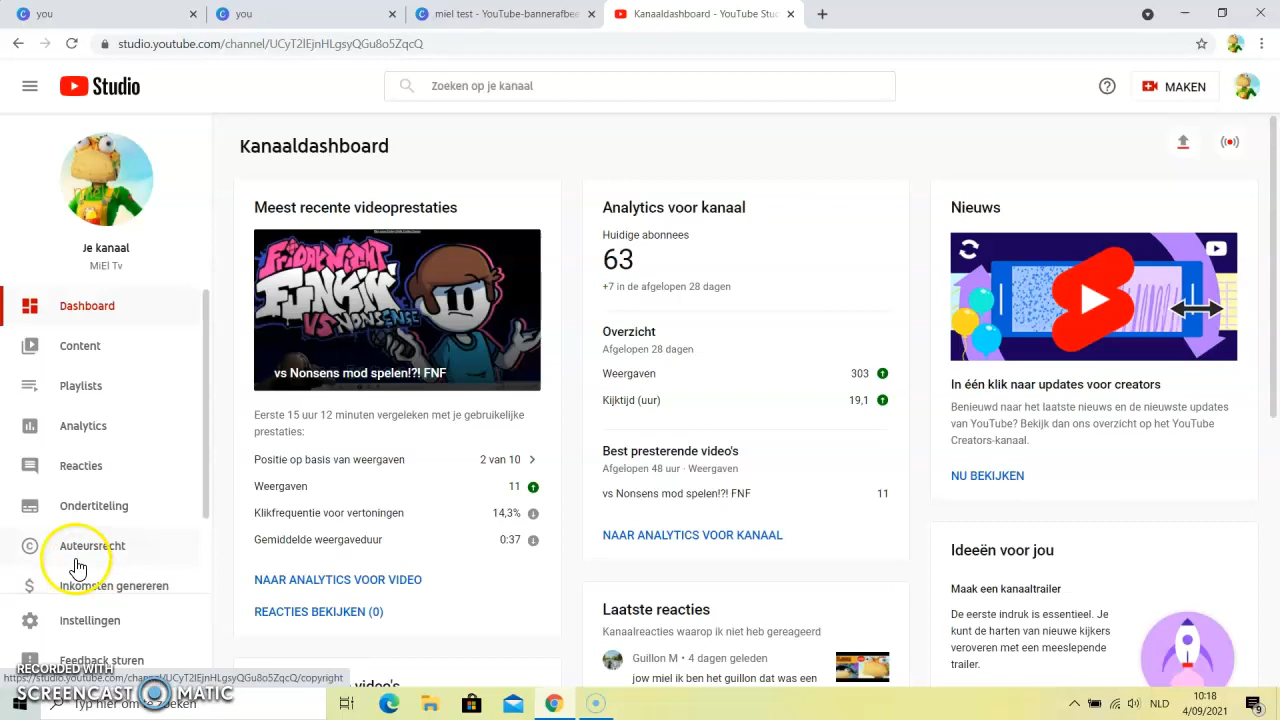 you
you
miel test - YouTube-bannerafbee
Kanaaldashboard - YouTube Stud
studio.youtube.com/channel/UCyT2lEjnHLgsyQGu8o5ZqcQ
Studio
Zoeken op je kanaal
MAKEN
Je kanaal
MiEl Tv
Dashboard
Content
Playlists
Analytics
Reacties
Ondertiteling
Auteursrecht
Inkomsten genereren
Instellingen
Feedback sturen
Kanaaldashboard
Meest recente videoprestaties
FRIDAY NIGHT
FUNKIN'
VS NONSENSE
vs Nonsens mod spelen!?! FNF
Eerste 15 uur 12 minuten vergeleken met je gebruikelijke
prestaties:
Positie op basis van weergaven 2 van 10
Weergaven 11
Klikfrequentie voor vertoningen 14,3%
Gemiddelde weergaveduur 0:37
NAAR ANALYTICS VOOR VIDEO
REACTIES BEKIJKEN (0)
Analytics voor kanaal
Huidige abonnees
63
+7 in de afgelopen 28 dagen
Overzicht
Afgelopen 28 dagen
Weergaven 303
Kijktijd (uur) 19,1
Best presterende video's
Afgelopen 48 uur · Weergaven
vs Nonsens mod spelen!?! FNF 11
NAAR ANALYTICS VOOR KANAAL
Laatste reacties
Kanaalreacties waarop ik niet heb gereageerd
Guillon M • 4 dagen geleden
jow miel ik ben het guillon dat was een
Nieuws
In één klik naar updates voor creators
Benieuwd naar het laatste nieuws en de nieuwste updates
van YouTube? Bekijk dan ons overzicht op het YouTube
Creators-kanaal.
NU BEKIJKEN
Ideeën voor jou
Maak een kanaaltrailer
De eerste indruk is essentieel. Je
kunt de harten van nieuwe kijkers
veroveren met een meeslepende
trailer.
https://studio.youtube.com/channel/UCyT2lEjnHLgsyQGu8o5ZqcQ/copyright
RECORDED WITH
SCREENCAST MATIC
Typ hier om te zoeken
NLD
10:18
4/09/2021
9